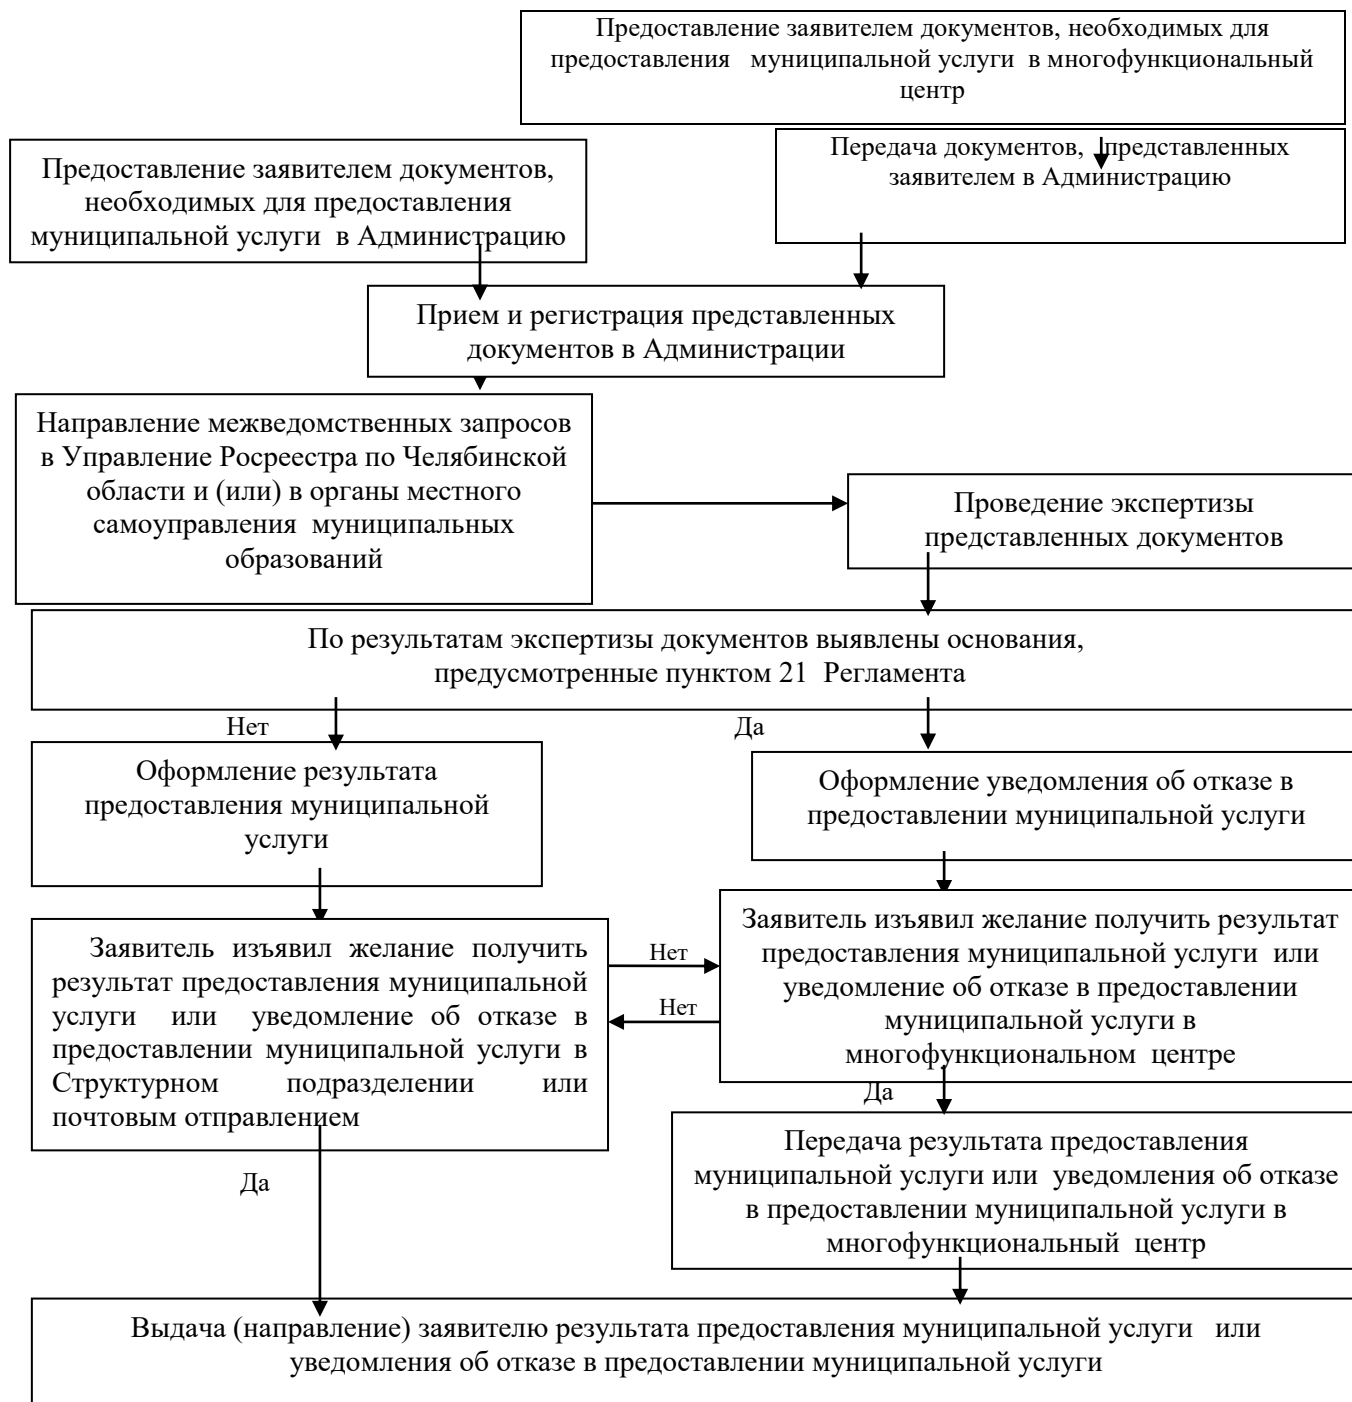 Предоставление заявителем документов, необходимых для
предоставления муниципальной услуги в многофункциональный
центр
Передача документов, представленных
заявителем в Администрацию
Предоставление заявителем документов,
необходимых для предоставления
муниципальной услуги в Администрацию
Прием и регистрация представленных
документов в Администрации
Направление межведомственных запросов
в Управление Росреестра по Челябинской
области и (или) в органы местного
самоуправления муниципальных
образований
Проведение экспертизы
представленных документов
По результатам экспертизы документов выявлены основания,
предусмотренные пунктом 21 Регламента
Нет
Да
Оформление результата
предоставления муниципальной
услуги
Оформление уведомления об отказе в
предоставлении муниципальной услуги
Заявитель изъявил желание получить
результат предоставления муниципальной
услуги или уведомление об отказе в
предоставлении муниципальной услуги в
Структурном подразделении или
почтовым отправлением
Нет
Нет
Заявитель изъявил желание получить результат
предоставления муниципальной услуги или
уведомление об отказе в предоставлении
муниципальной услуги в
многофункциональном центре
Да
Да
Передача результата предоставления
муниципальной услуги или уведомления об отказе
в предоставлении муниципальной услуги в
многофункциональный центр
Выдача (направление) заявителю результата предоставления муниципальной услуги или
уведомления об отказе в предоставлении муниципальной услуги